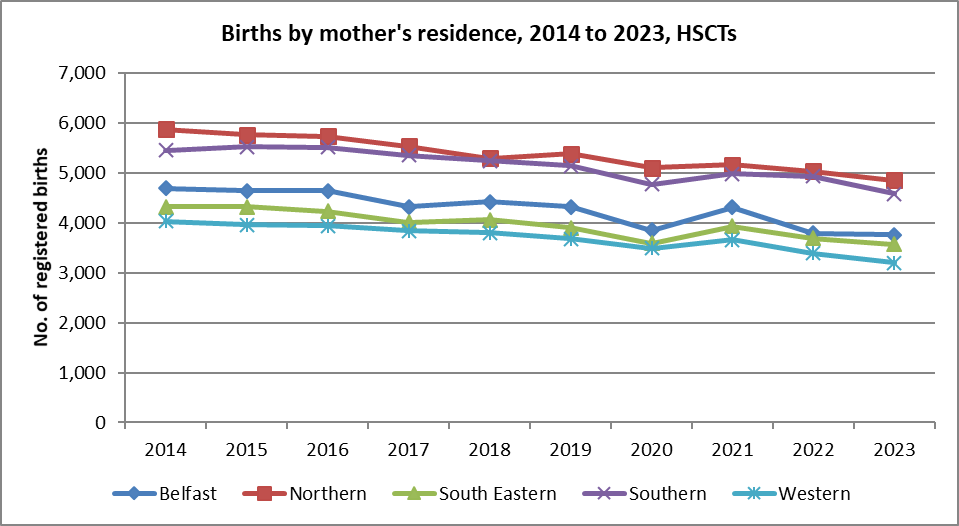 Births by mother's residence, 2014 to 2023, HSCTs
No. of registered births
7,000
6,000
5,000
4,000
3,000
2,000
1,000
0
2014 2015 2016 2017 2018 2019 2020 2021 2022 2023
Belfast Northern South Eastern Southern Western